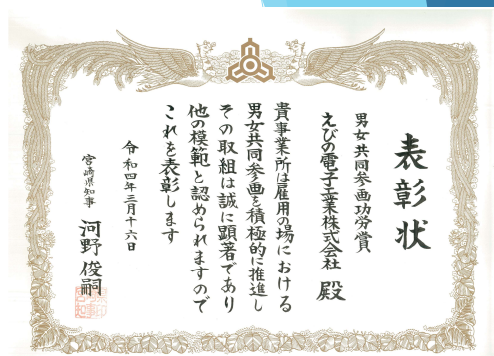 表彰状
男女共同参画功労賞
えびの電子工業株式会社 殿
貴事業所は雇用の場における
男女共同参画を積極的に推進し
その取組は誠に顕著であり
他の模範と認められますので
これを表彰します
令和四年三月十六日
宮崎県知事 河野俊嗣